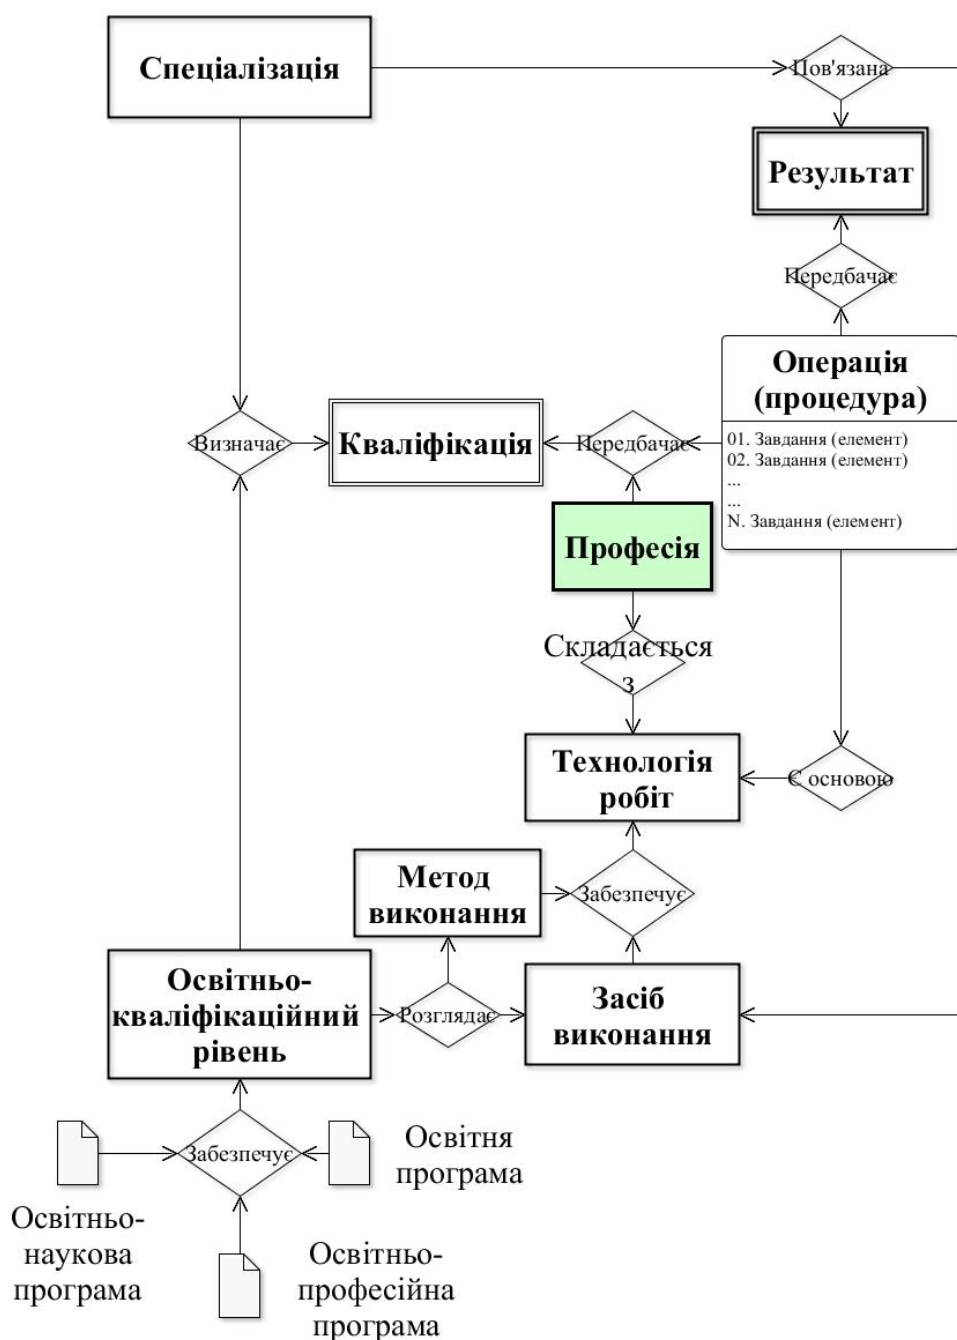 Спеціалізація
Пов'язана
Результат
Передбачає
Операція
(процедура)
01. Завдання (елемент)
02. Завдання (елемент)
...
...
N. Завдання (елемент)
Визначає
Кваліфікація
Передбачає
Професія
Складається
з
Технологія
робіт
Є основою
Метод
виконання
Забезпечує
Освітньо-
кваліфікаційний
рівень
Розглядає
Засіб
виконання
Забезпечує
Освітня
програма
Освітньо-
наукова
програма
Освітньо-
професійна
програма